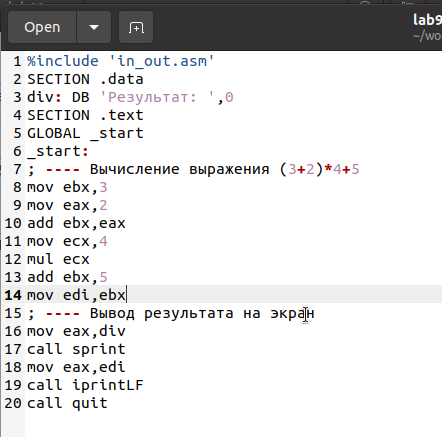 Open
lab9
~/wo
1 %include 'in_out.asm'
2 SECTION .data
3 div: DB 'Результат: ',0
4 SECTION .text
5 GLOBAL _start
6 _start:
7 ; ---- Вычисление выражения (3+2)*4+5
8 mov ebx,3
9 mov eax,2
10 add ebx,eax
11 mov ecx,4
12 mul ecx
13 add ebx,5
14 mov edi,ebx
15 ; ---- Вывод результата на экран
16 mov eax,div
17 call sprint
18 mov eax,edi
19 call iprintLF
20 call quit